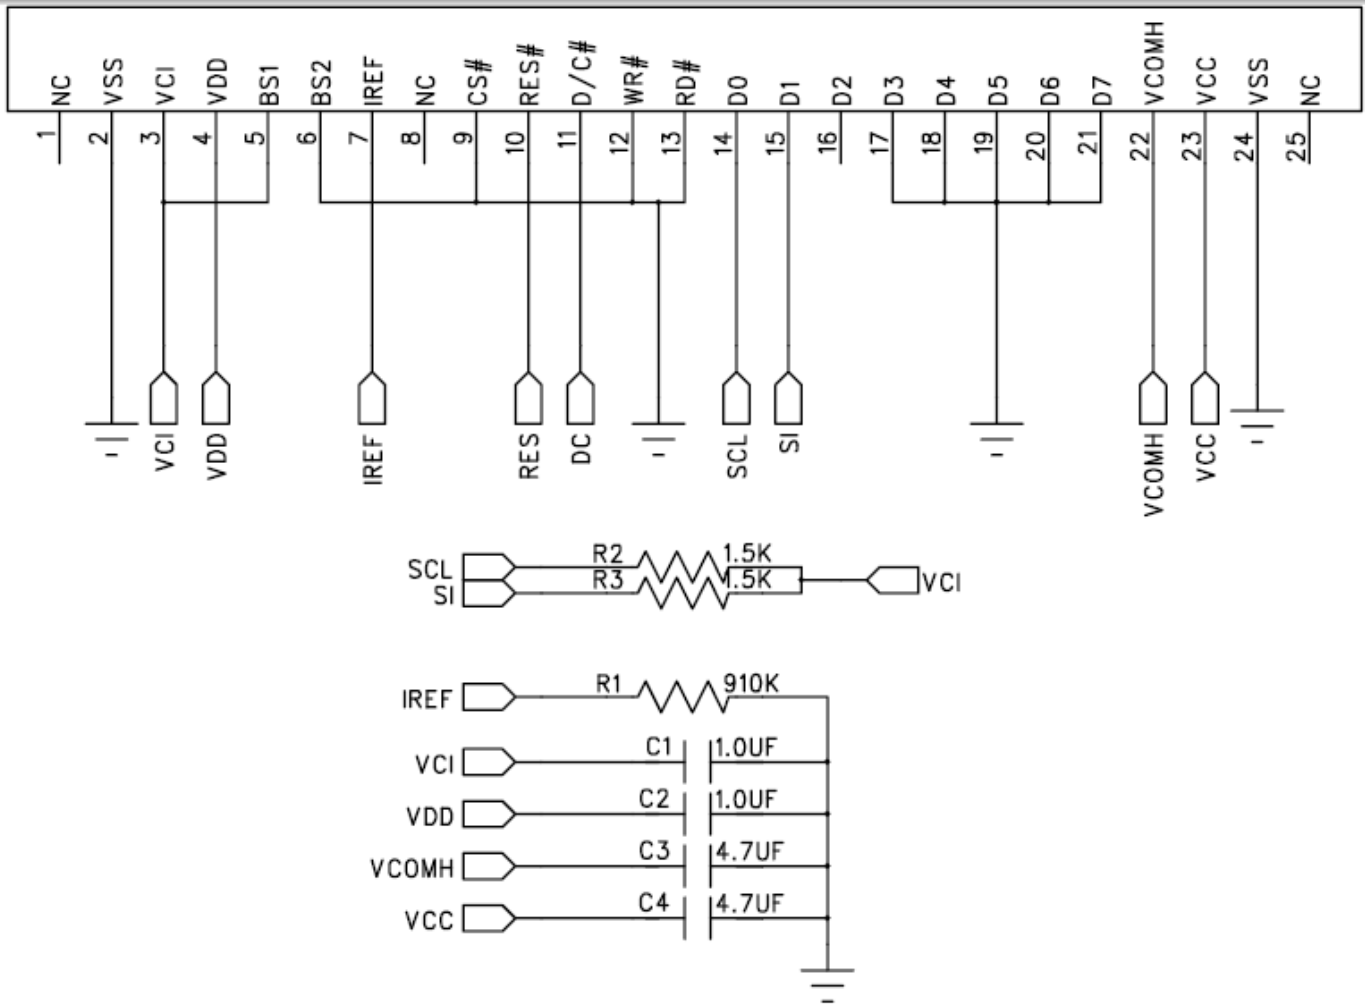 NC VSS VCI VDD BS1 BS2 IREF NC CS# RES# D/C# WR# RD# D0 D1 D2 D3 D4 D5 D6 D7 VCOMH VCC VSS NC
1 2 3 4 5 6 7 8 9 10 11 12 13 14 15 16 17 18 19 20 21 22 23 24 25
VCI VDD IREF RES DC SCL SI VCOMH VCC
SCL R2 1.5K
SI R3 1.5K VCI
IREF R1 910K
VCI C1 1.0UF
VDD C2 1.0UF
VCOMH C3 4.7UF
VCC C4 4.7UF